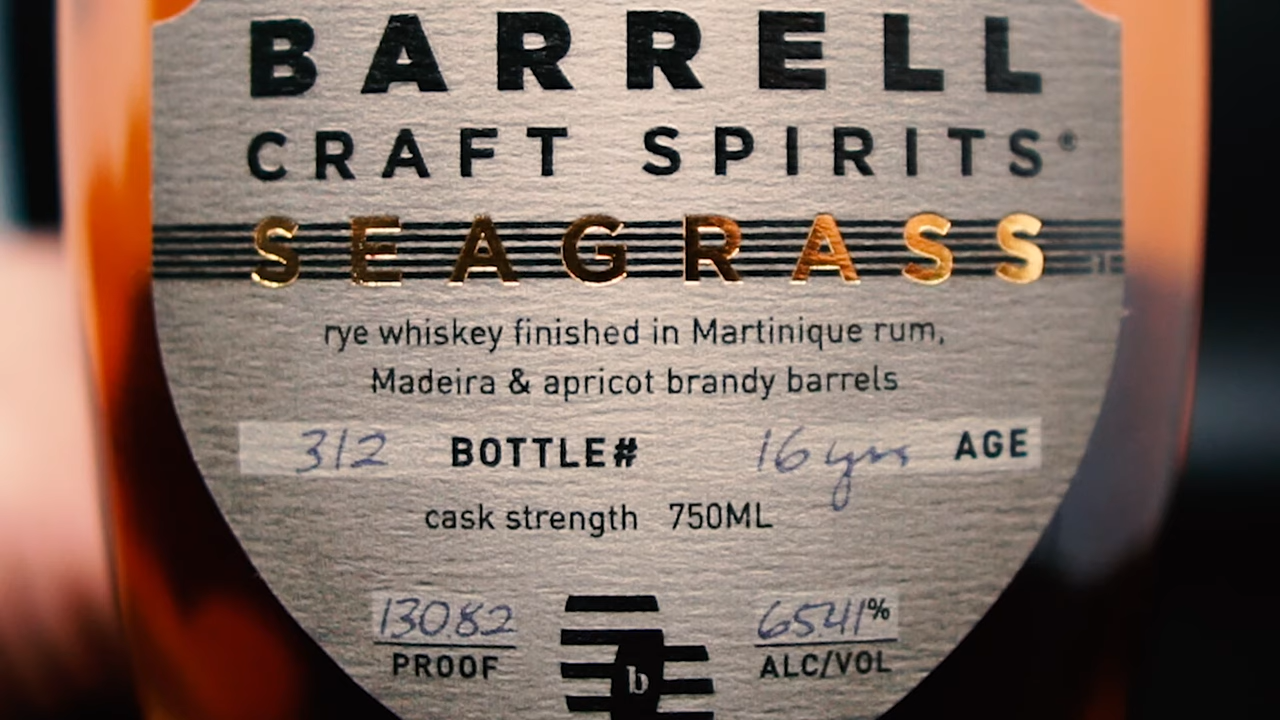 BARRELL
CRAFT SPIRITS®
SEAGRASS
rye whiskey finished in Martinique rum,
Madeira & apricot brandy barrels
312 BOTTLE# 16 yrs AGE
cask strength 750ML
130.82 65.41%
PROOF ALC/VOL
b